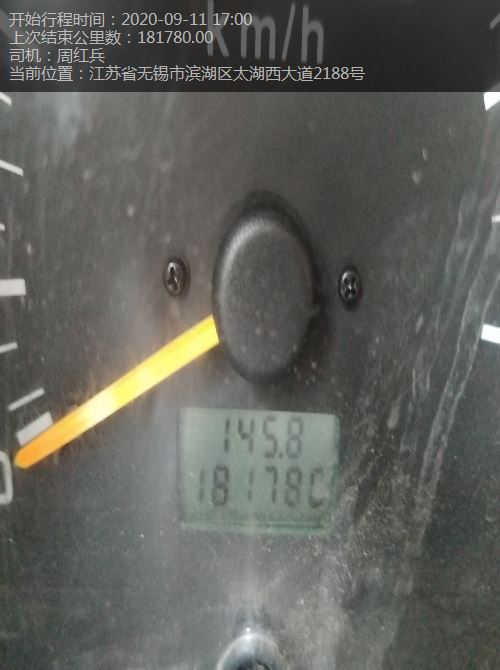 开始行程时间：2020-09-11 17:00
上次结束公里数：181780.00
司机：周红兵
当前位置：江苏省无锡市滨湖区太湖西大道2188号
km/h
145.8
18178C